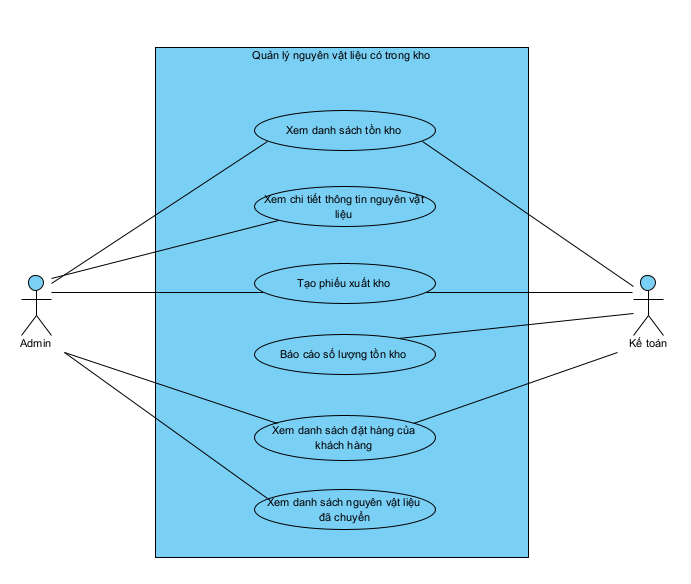 Quản lý nguyên vật liệu có trong kho
Xem danh sách tồn kho
Xem chi tiết thông tin nguyên vật
liệu
Tạo phiếu xuất kho
Admin
Kế toán
Báo cáo số lượng tồn kho
Xem danh sách đặt hàng của
khách hàng
Xem danh sách nguyên vật liệu
đã chuyển